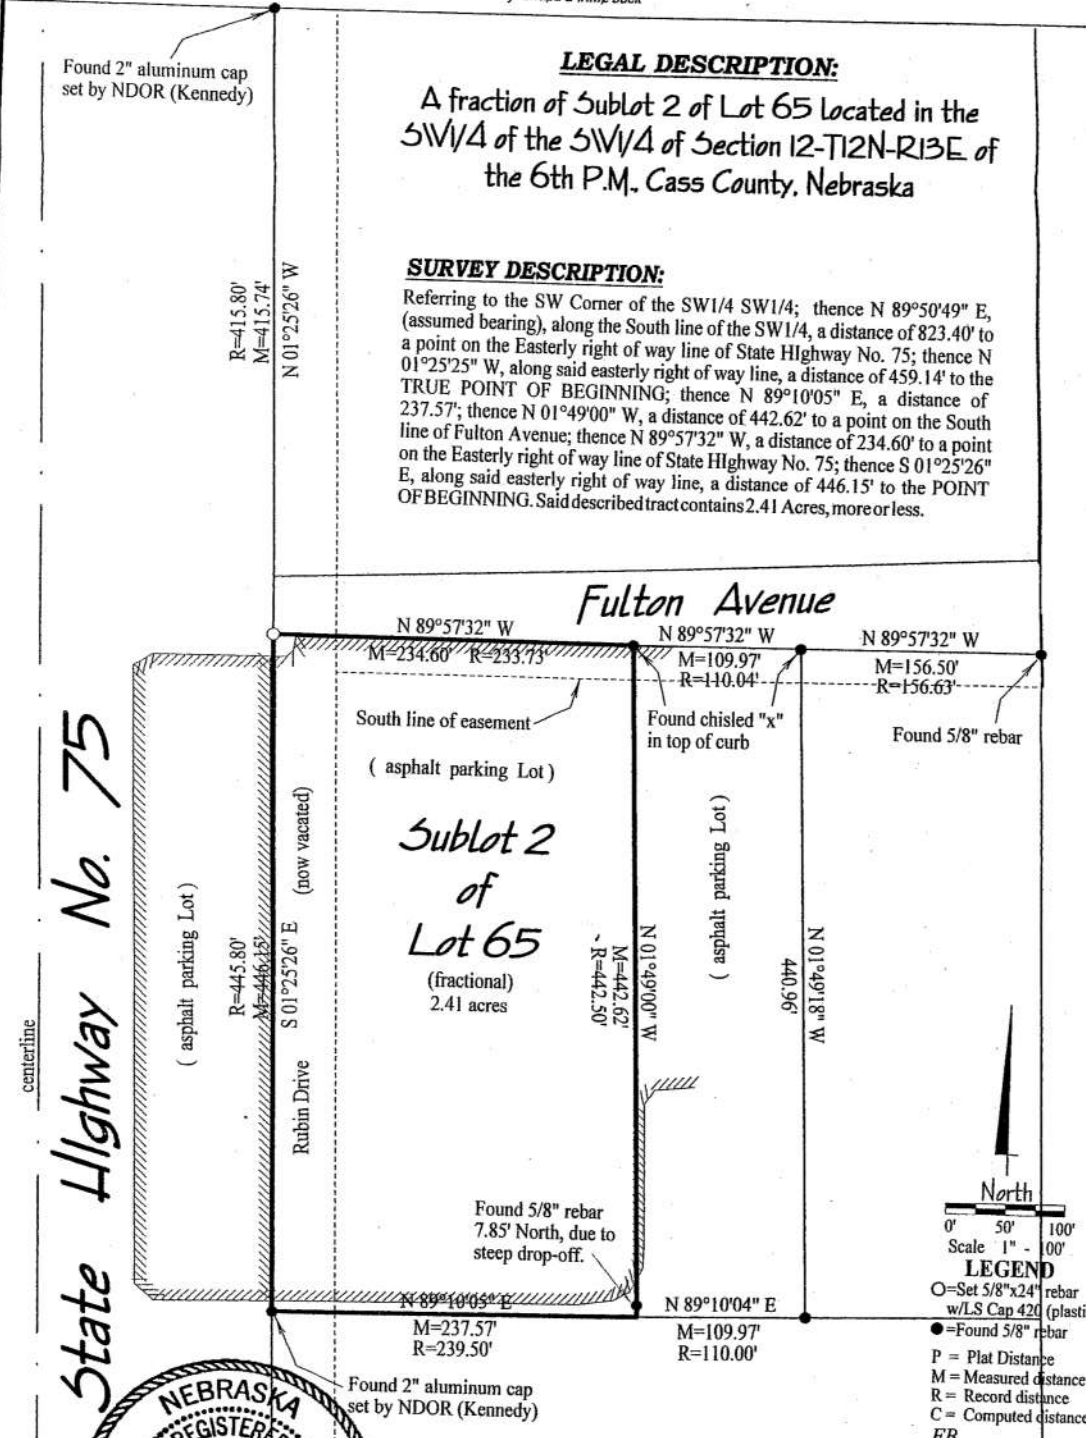 Found 2" aluminum cap
set by NDOR (Kennedy)
LEGAL DESCRIPTION:
A fraction of Sublot 2 of Lot 65 located in the
SW1/4 of the SW1/4 of Section 12-T12N-R13E of
the 6th P.M., Cass County, Nebraska
SURVEY DESCRIPTION:
Referring to the SW Corner of the SW1/4 SW1/4; thence N 89°50'49" E,
(assumed bearing), along the South line of the SW1/4, a distance of 823.40' to
a point on the Easterly right of way line of State HIghway No. 75; thence N
01°25'25" W, along said easterly right of way line, a distance of 459.14' to the
TRUE POINT OF BEGINNING; thence N 89°10'05" E, a distance of
237.57'; thence N 01°49'00" W, a distance of 442.62' to a point on the South
line of Fulton Avenue; thence N 89°57'32" W, a distance of 234.60' to a point
on the Easterly right of way line of State HIghway No. 75; thence S 01°25'26"
E, along said easterly right of way line, a distance of 446.15' to the POINT
OF BEGINNING. Said described tract contains 2.41 Acres, more or less.
R=415.80'
M=415.74'
N 01°25'26" W
Fulton Avenue
N 89°57'32" W
M=234.60' R=233.73'
N 89°57'32" W
M=109.97'
R=110.04'
N 89°57'32" W
M=156.50'
R=156.63'
South line of easement
Found chisled "x"
in top of curb
Found 5/8" rebar
( asphalt parking Lot )
Sublot 2
of
Lot 65
(fractional)
2.41 acres
State HIghway No. 75
centerline
( asphalt parking Lot )
R=445.80'
M=446.15'
S 01°25'26" E
Rubin Drive (now vacated)
N 01°49'00" W
M=442.62'
R=442.50'
( asphalt parking Lot )
N 01°49'18" W
440.96'
Found 5/8" rebar
7.85' North, due to
steep drop-off.
N 89°10'05" E
M=237.57'
R=239.50'
N 89°10'04" E
M=109.97'
R=110.00'
Found 2" aluminum cap
set by NDOR (Kennedy)
North
0' 50' 100'
Scale 1" - 100'
LEGEND
O=Set 5/8"x24" rebar
w/LS Cap 420 (plasti
●=Found 5/8" rebar
P = Plat Distance
M = Measured distance
R = Record distance
C = Computed distance
NEBRASKA
REGISTERE